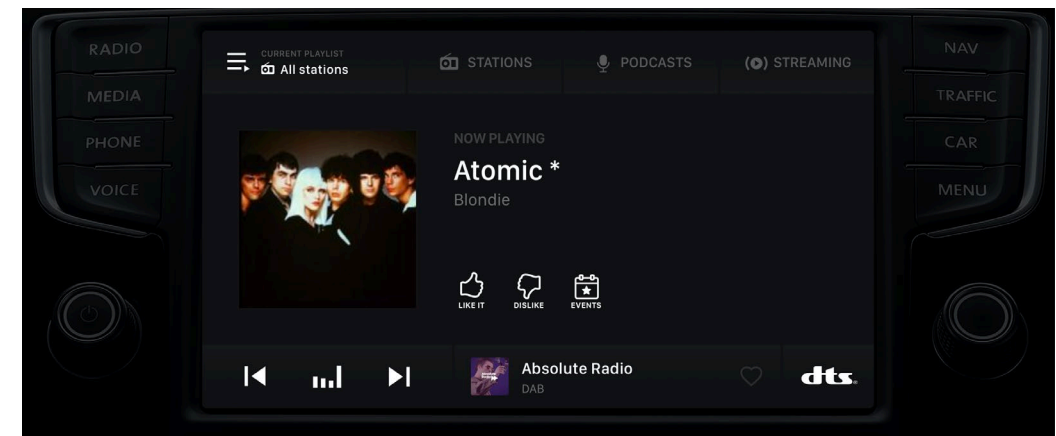 RADIO
MEDIA
PHONE
VOICE
CURRENT PLAYLIST
All stations
STATIONS
PODCASTS
STREAMING
NOW PLAYING
Atomic *
Blondie
LIKE IT
DISLIKE
EVENTS
Absolute Radio
DAB
dts
NAV
TRAFFIC
CAR
MENU